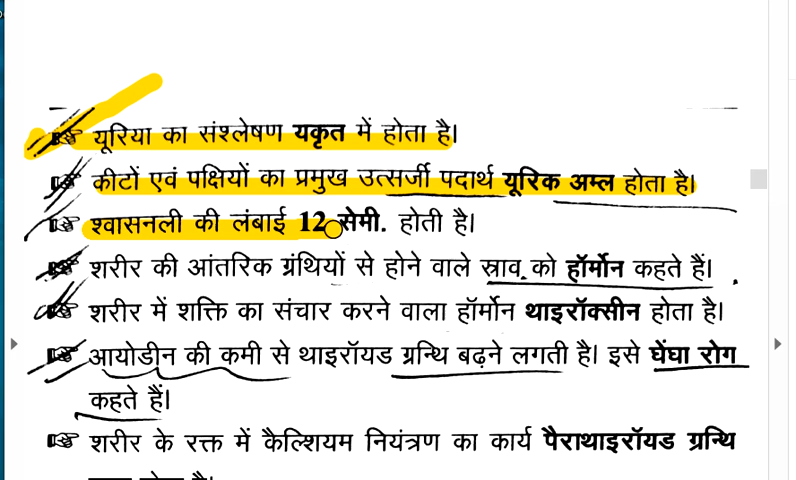 यूरिया का संश्लेषण यकृत में होता है।
कीटों एवं पक्षियों का प्रमुख उत्सर्जी पदार्थ यूरिक अम्ल होता है।
श्वासनली की लंबाई 12 सेमी. होती है।
शरीर की आंतरिक ग्रंथियों से होने वाले स्राव को हॉर्मोन कहते हैं।
शरीर में शक्ति का संचार करने वाला हॉर्मोन थाइरॉक्सीन होता है।
आयोडीन की कमी से थाइरॉयड ग्रन्थि बढ़ने लगती है। इसे घेंघा रोग
कहते हैं।
शरीर के रक्त में कैल्शियम नियंत्रण का कार्य पैराथाइरॉयड ग्रन्थि